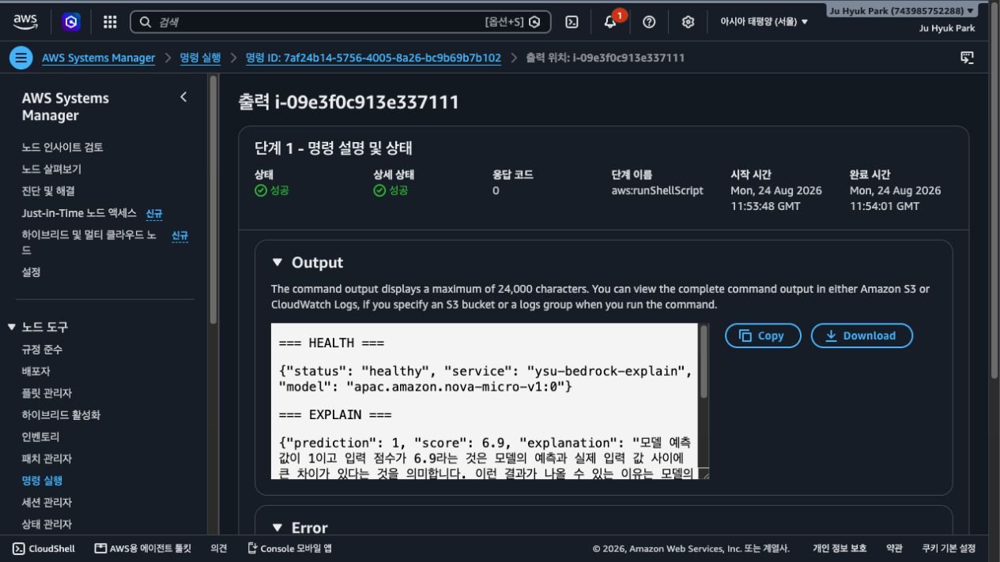 aws
검색
[옵션+S]
1
아시아 태평양 (서울) ▼
Ju Hyuk Park (743985752288) ▼
Ju Hyuk Park
AWS Systems Manager > 명령 실행 > 명령 ID: 7af24b14-5756-4005-8a26-bc9b69b7b102 > 출력 위치: i-09e3f0c913e337111
AWS Systems
Manager
노드 인사이트 검토
노드 살펴보기
진단 및 해결
Just-in-Time 노드 액세스 신규
하이브리드 및 멀티 클라우드 노 신규
드
설정
▼ 노드 도구
규정 준수
배포자
플릿 관리자
하이브리드 활성화
인벤토리
패치 관리자
명령 실행
세션 관리자
상태 관리자
출력 i-09e3f0c913e337111
단계 1 - 명령 설명 및 상태
상태
성공
상세 상태
성공
응답 코드
0
단계 이름
aws:runShellScript
시작 시간
Mon, 24 Aug 2026
11:53:48 GMT
완료 시간
Mon, 24 Aug 2026
11:54:01 GMT
▼ Output
The command output displays a maximum of 24,000 characters. You can view the complete command output in either Amazon S3 or
CloudWatch Logs, if you specify an S3 bucket or a logs group when you run the command.
=== HEALTH ===
{"status": "healthy", "service": "ysu-bedrock-explain",
"model": "apac.amazon.nova-micro-v1:0"}
=== EXPLAIN ===
{"prediction": 1, "score": 6.9, "explanation": "모델 예측
값이 1이고 입력 점수가 6.9라는 것은 모델의 예측과 실제 입력 값 사이에
큰 차이가 있다는 것을 의미합니다. 이런 결과가 나올 수 있는 이유는 모델의
Copy
Download
▼ Error
CloudShell
AWS용 에이전트 툴킷
의견
Console 모바일 앱
© 2026, Amazon Web Services, Inc. 또는 계열사.
개인 정보 보호
약관
쿠키 기본 설정